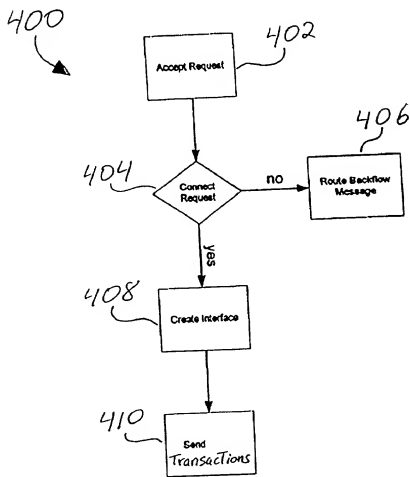 400
402
Accept Request
406
404
Connect
Request
no
Route Backflow
Message
yes
408
Create Interface
410
Send
Transactions